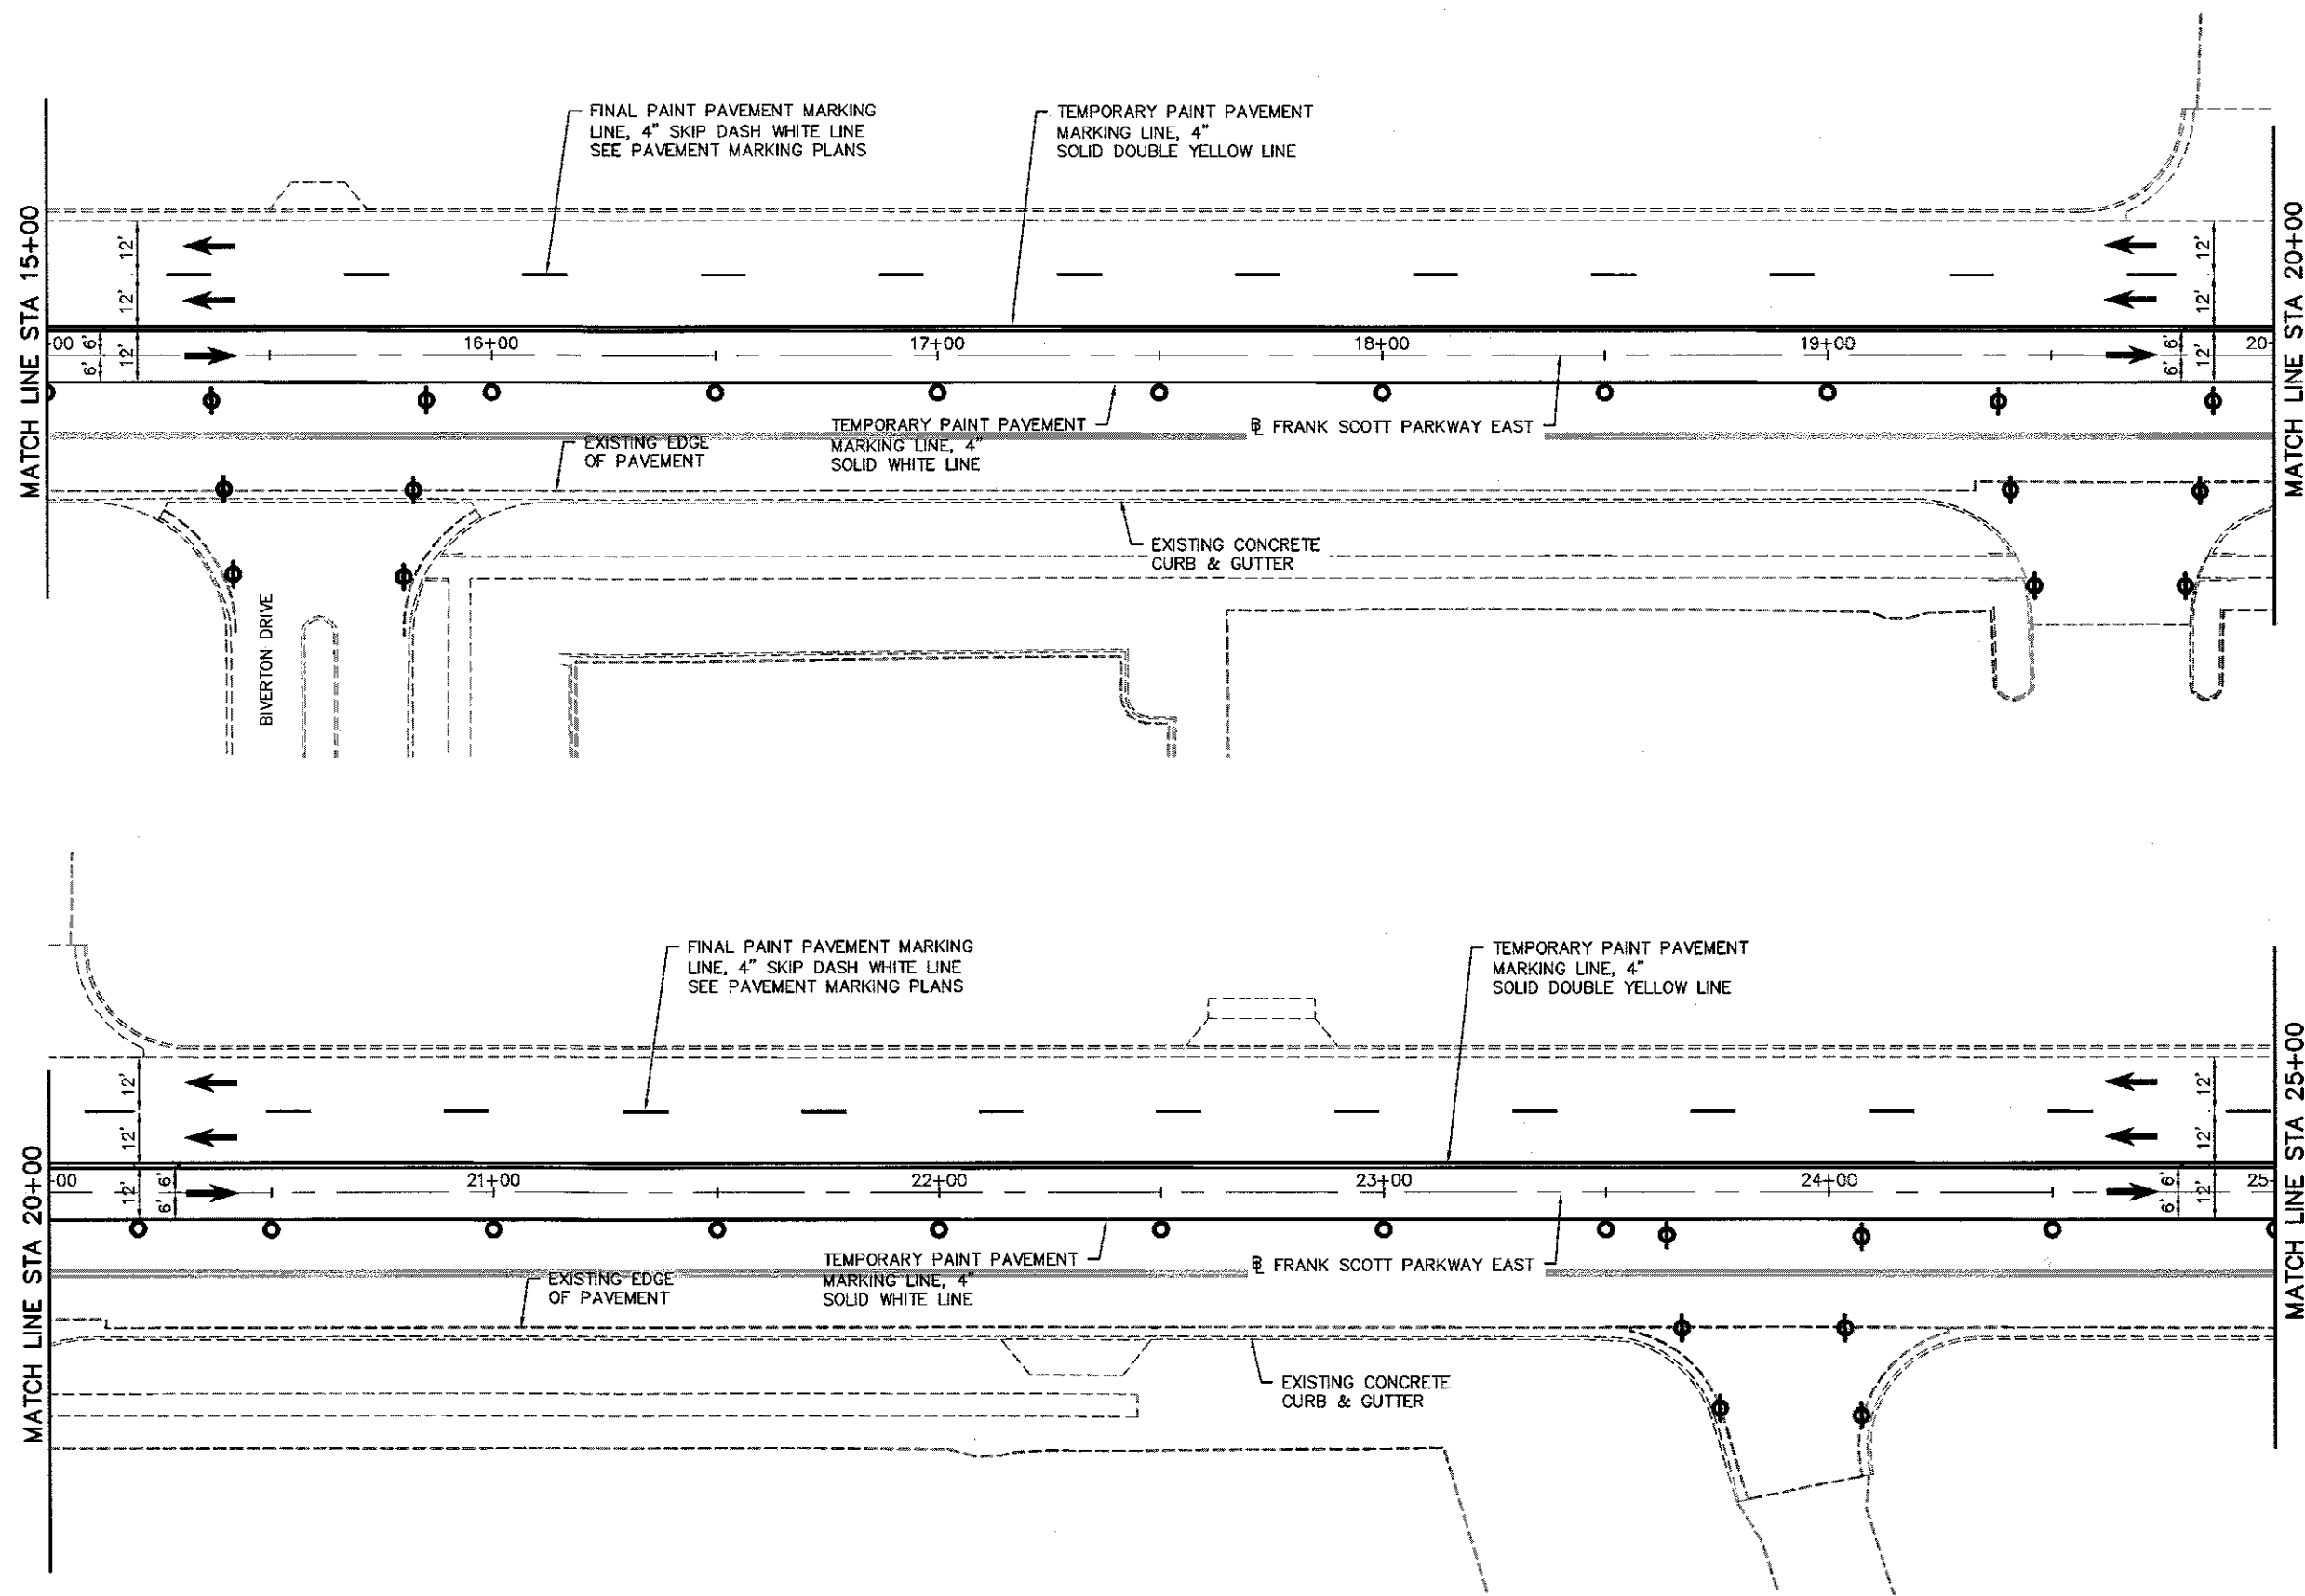 FINAL PAINT PAVEMENT MARKING
LINE, 4" SKIP DASH WHITE LINE
SEE PAVEMENT MARKING PLANS
TEMPORARY PAINT PAVEMENT
MARKING LINE, 4"
SOLID DOUBLE YELLOW LINE
MATCH LINE STA 15+00
12'
12'
12'
6'
6'
00
16+00
17+00
18+00
19+00
20
12'
12'
12'
6'
6'
MATCH LINE STA 20+00
TEMPORARY PAINT PAVEMENT
MARKING LINE, 4"
SOLID WHITE LINE
℄ FRANK SCOTT PARKWAY EAST
EXISTING EDGE
OF PAVEMENT
EXISTING CONCRETE
CURB & GUTTER
BIVERTON DRIVE
FINAL PAINT PAVEMENT MARKING
LINE, 4" SKIP DASH WHITE LINE
SEE PAVEMENT MARKING PLANS
TEMPORARY PAINT PAVEMENT
MARKING LINE, 4"
SOLID DOUBLE YELLOW LINE
MATCH LINE STA 20+00
12'
12'
12'
6'
6'
00
21+00
22+00
23+00
24+00
25
12'
12'
12'
6'
6'
MATCH LINE STA 25+00
TEMPORARY PAINT PAVEMENT
MARKING LINE, 4"
SOLID WHITE LINE
℄ FRANK SCOTT PARKWAY EAST
EXISTING EDGE
OF PAVEMENT
EXISTING CONCRETE
CURB & GUTTER